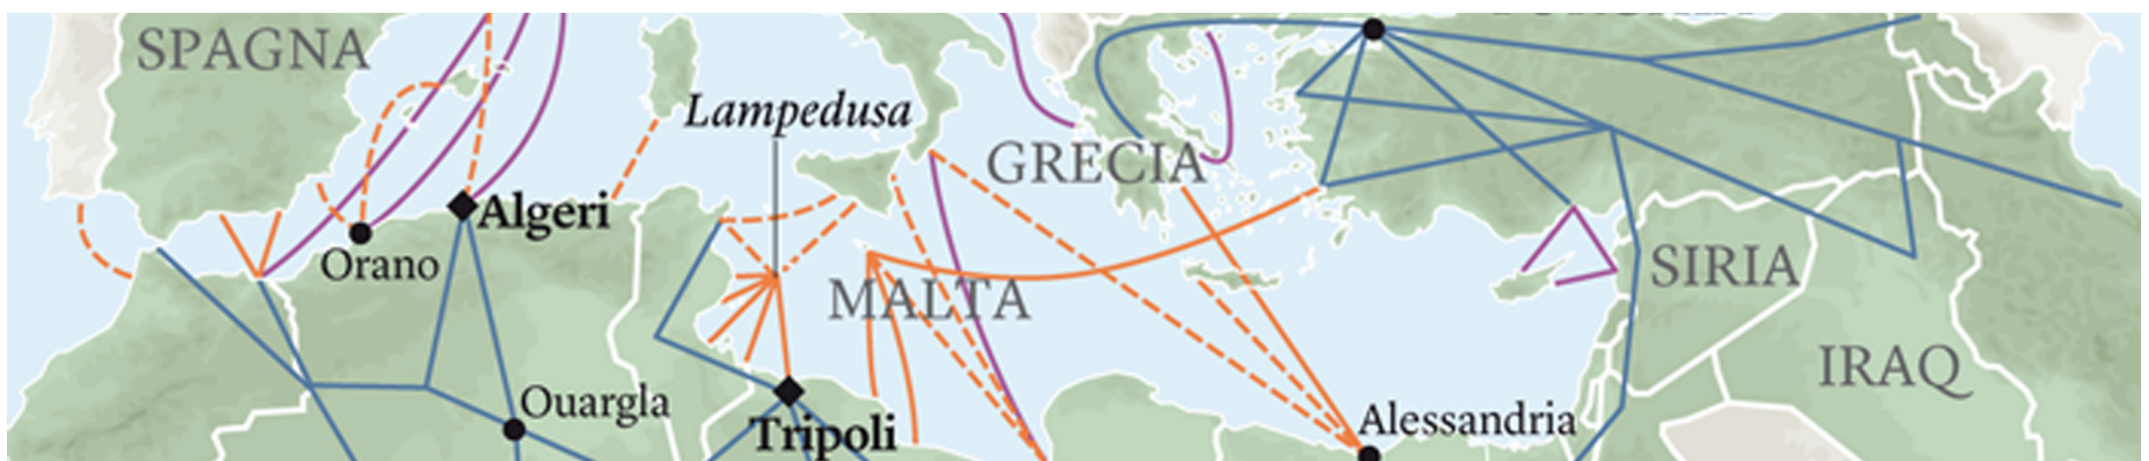 SPAGNA
Lampedusa
GRECIA
Algeri
Orano
MALTA
SIRIA
IRAQ
Ouargla
Tripoli
Alessandria